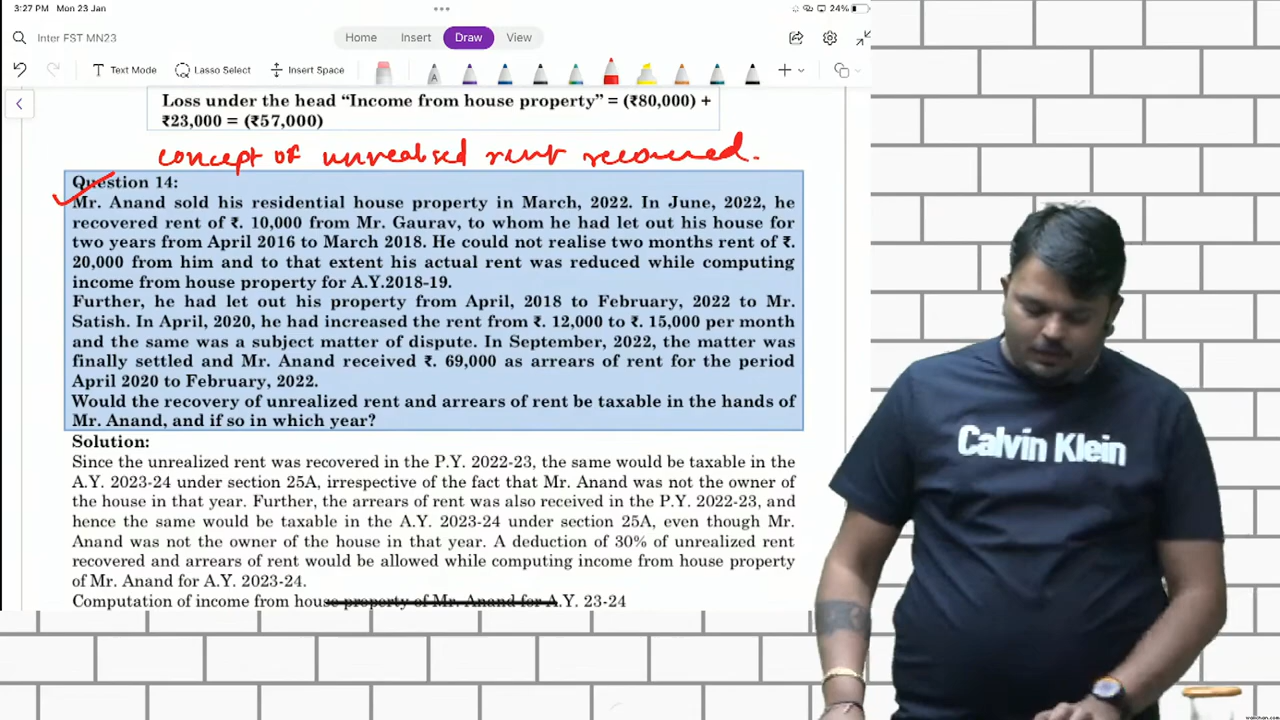 3:27 PM Mon 23 Jan
24%
Inter FST MN23
Home Insert Draw View
Text Mode Lasso Select Insert Space
Loss under the head “Income from house property” = (₹80,000) +
₹23,000 = (₹57,000)
concept of unrealised rent recovered.
Question 14:
Mr. Anand sold his residential house property in March, 2022. In June, 2022, he
recovered rent of ₹. 10,000 from Mr. Gaurav, to whom he had let out his house for
two years from April 2016 to March 2018. He could not realise two months rent of ₹.
20,000 from him and to that extent his actual rent was reduced while computing
income from house property for A.Y.2018-19.
Further, he had let out his property from April, 2018 to February, 2022 to Mr.
Satish. In April, 2020, he had increased the rent from ₹. 12,000 to ₹. 15,000 per month
and the same was a subject matter of dispute. In September, 2022, the matter was
finally settled and Mr. Anand received ₹. 69,000 as arrears of rent for the period
April 2020 to February, 2022.
Would the recovery of unrealized rent and arrears of rent be taxable in the hands of
Mr. Anand, and if so in which year?
Solution:
Since the unrealized rent was recovered in the P.Y. 2022-23, the same would be taxable in the
A.Y. 2023-24 under section 25A, irrespective of the fact that Mr. Anand was not the owner of
the house in that year. Further, the arrears of rent was also received in the P.Y. 2022-23, and
hence the same would be taxable in the A.Y. 2023-24 under section 25A, even though Mr.
Anand was not the owner of the house in that year. A deduction of 30% of unrealized rent
recovered and arrears of rent would be allowed while computing income from house property
of Mr. Anand for A.Y. 2023-24.
Computation of income from house property of Mr. Anand for A.Y. 23-24
Calvin Klein